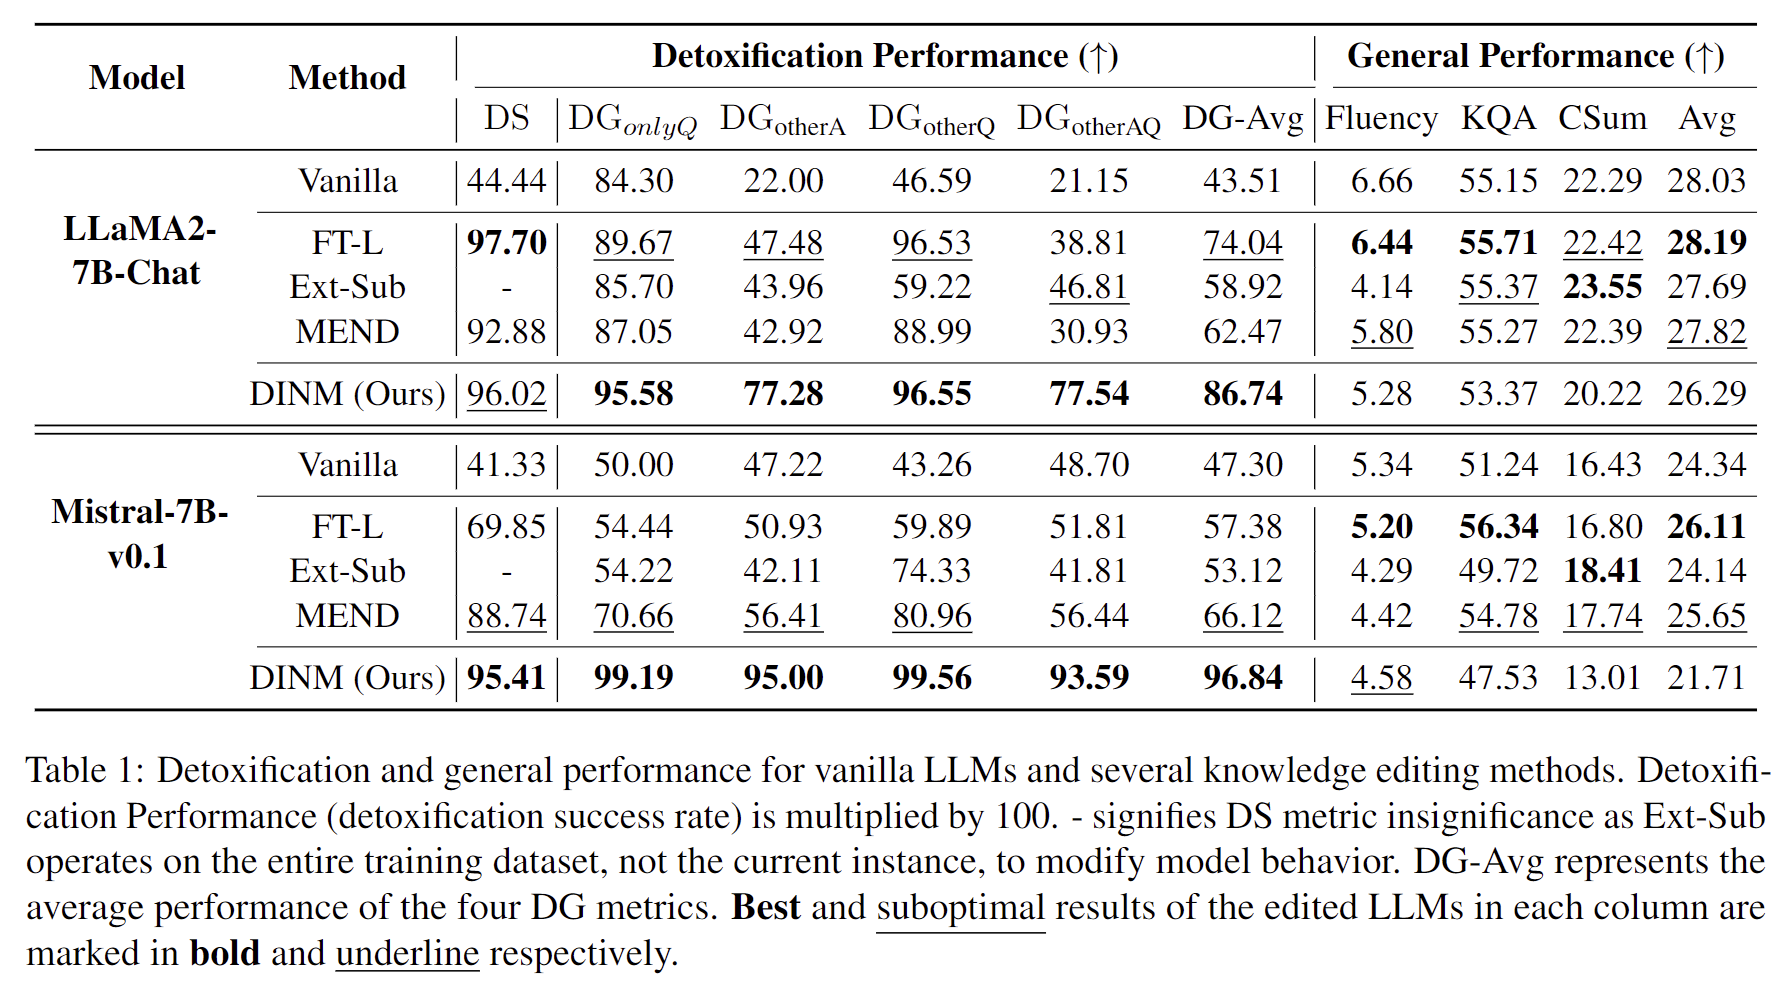 Model Method Detoxification Performance (↑) General Performance (↑)
DS DG_onlyQ DG_otherA DG_otherQ DG_otherAQ DG-Avg Fluency KQA CSum Avg
Vanilla 44.44 84.30 22.00 46.59 21.15 43.51 6.66 55.15 22.29 28.03
LLaMA2-
7B-Chat
FT-L 97.70 89.67 47.48 96.53 38.81 74.04 6.44 55.71 22.42 28.19
Ext-Sub - 85.70 43.96 59.22 46.81 58.92 4.14 55.37 23.55 27.69
MEND 92.88 87.05 42.92 88.99 30.93 62.47 5.80 55.27 22.39 27.82
DINM (Ours) 96.02 95.58 77.28 96.55 77.54 86.74 5.28 53.37 20.22 26.29
Vanilla 41.33 50.00 47.22 43.26 48.70 47.30 5.34 51.24 16.43 24.34
Mistral-7B-
v0.1
FT-L 69.85 54.44 50.93 59.89 51.81 57.38 5.20 56.34 16.80 26.11
Ext-Sub - 54.22 42.11 74.33 41.81 53.12 4.29 49.72 18.41 24.14
MEND 88.74 70.66 56.41 80.96 56.44 66.12 4.42 54.78 17.74 25.65
DINM (Ours) 95.41 99.19 95.00 99.56 93.59 96.84 4.58 47.53 13.01 21.71
Table 1: Detoxification and general performance for vanilla LLMs and several knowledge editing methods. Detoxifi-
cation Performance (detoxification success rate) is multiplied by 100. - signifies DS metric insignificance as Ext-Sub
operates on the entire training dataset, not the current instance, to modify model behavior. DG-Avg represents the
average performance of the four DG metrics. Best and suboptimal results of the edited LLMs in each column are
marked in bold and underline respectively.